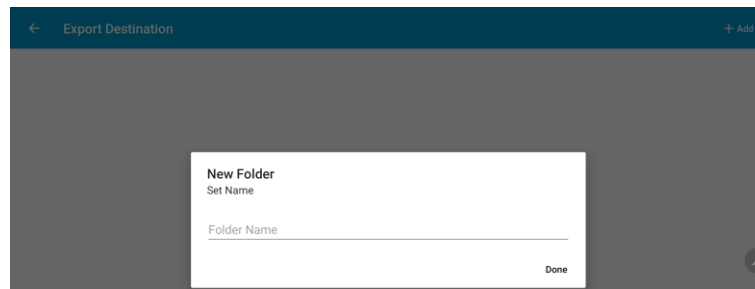 Export Destination
+ Add
New Folder
Set Name
Folder Name
Done